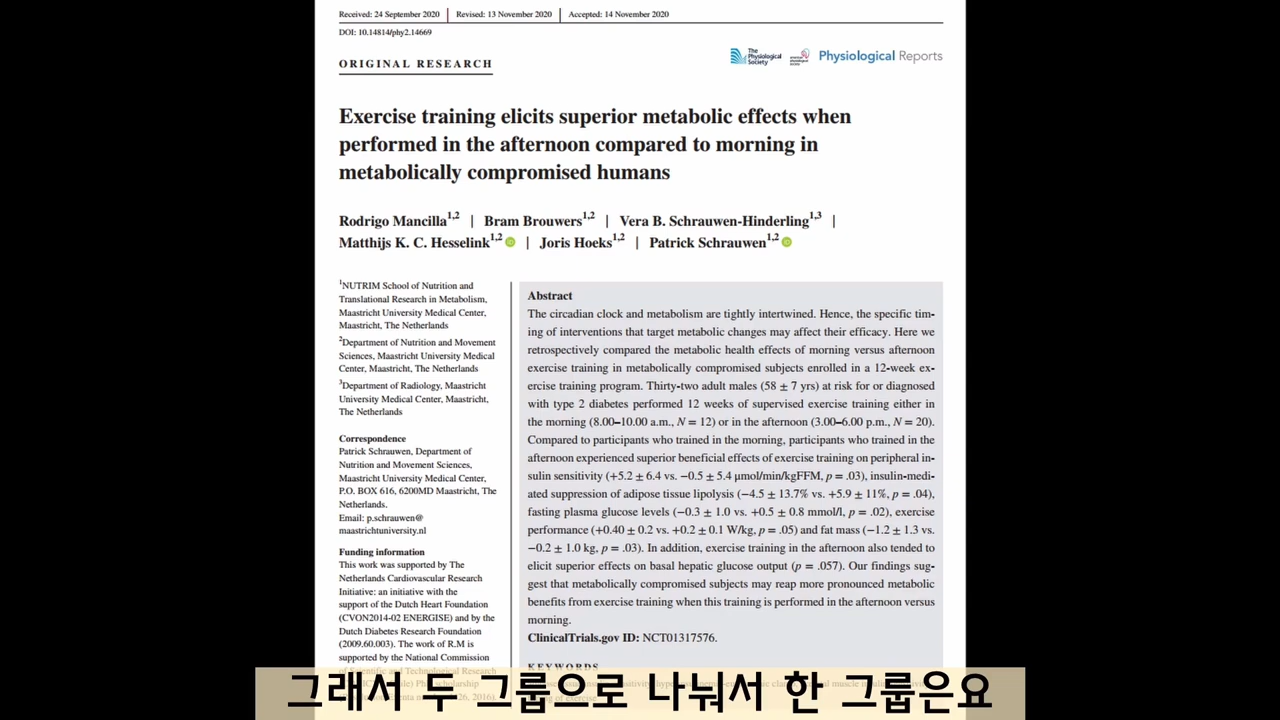 Received: 24 September 2020 | Revised: 13 November 2020 | Accepted: 14 November 2020
DOI: 10.14814/phy2.14669
The Physiological Society
Physiological Reports
ORIGINAL RESEARCH
Exercise training elicits superior metabolic effects when
performed in the afternoon compared to morning in
metabolically compromised humans
Rodrigo Mancilla1,2 | Bram Brouwers1,2 | Vera B. Schrauwen-Hinderling1,3 |
Matthijs K. C. Hesselink1,2 | Joris Hoeks1,2 | Patrick Schrauwen1,2
1NUTRIM School of Nutrition and
Translational Research in Metabolism,
Maastricht University Medical Center,
Maastricht, The Netherlands
2Department of Nutrition and Movement
Sciences, Maastricht University Medical
Center, Maastricht, The Netherlands
3Department of Radiology, Maastricht
University Medical Center, Maastricht,
The Netherlands
Correspondence
Patrick Schrauwen, Department of
Nutrition and Movement Sciences,
Maastricht University Medical Center,
P.O. BOX 616, 6200MD Maastricht, The
Netherlands.
Email: p.schrauwen@
maastrichtuniversity.nl
Funding information
This work was supported by The
Netherlands Cardiovascular Research
Initiative: an initiative with the
support of the Dutch Heart Foundation
(CVON2014-02 ENERGISE) and by the
Dutch Diabetes Research Foundation
(2009.60.003). The work of R.M is
supported by the National Commission
of Scientific and Technological Research
Abstract
The circadian clock and metabolism are tightly intertwined. Hence, the specific tim-
ing of interventions that target metabolic changes may affect their efficacy. Here we
retrospectively compared the metabolic health effects of morning versus afternoon
exercise training in metabolically compromised subjects enrolled in a 12-week ex-
ercise training program. Thirty-two adult males (58 ± 7 yrs) at risk for or diagnosed
with type 2 diabetes performed 12 weeks of supervised exercise training either in
the morning (8.00–10.00 a.m., N = 12) or in the afternoon (3.00–6.00 p.m., N = 20).
Compared to participants who trained in the morning, participants who trained in the
afternoon experienced superior beneficial effects of exercise training on peripheral in-
sulin sensitivity (+5.2 ± 6.4 vs. −0.5 ± 5.4 μmol/min/kgFFM, p = .03), insulin-medi-
ated suppression of adipose tissue lipolysis (−4.5 ± 13.7% vs. +5.9 ± 11%, p = .04),
fasting plasma glucose levels (−0.3 ± 1.0 vs. +0.5 ± 0.8 mmol/l, p = .02), exercise
performance (+0.40 ± 0.2 vs. +0.2 ± 0.1 W/kg, p = .05) and fat mass (−1.2 ± 1.3 vs.
−0.2 ± 1.0 kg, p = .03). In addition, exercise training in the afternoon also tended to
elicit superior effects on basal hepatic glucose output (p = .057). Our findings sug-
gest that metabolically compromised subjects may reap more pronounced metabolic
benefits from exercise training when this training is performed in the afternoon versus
morning.
ClinicalTrials.gov ID: NCT01317576.
KEYWORDS
그래서 두 그룹으로 나눠서 한 그룹은요